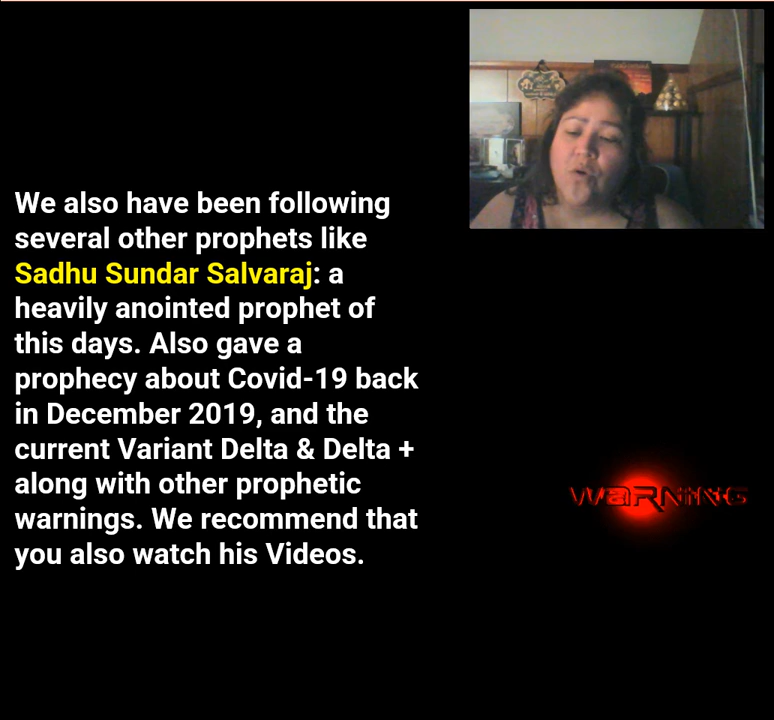 We also have been following
several other prophets like
Sadhu Sundar Salvaraj: a
heavily anointed prophet of
this days. Also gave a
prophecy about Covid-19 back
in December 2019, and the
current Variant Delta & Delta +
along with other prophetic
warnings. We recommend that
you also watch his Videos.
WARNING